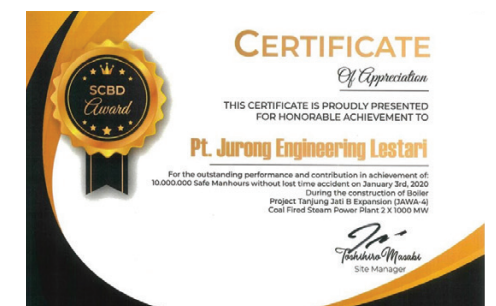 SCBD
Award
CERTIFICATE
Of Appreciation
THIS CERTIFICATE IS PROUDLY PRESENTED
FOR HONORABLE ACHIEVEMENT TO
Pt. Jurong Engineering Lestari
For the outstanding performance and contribution in achievement of:
10.000.000 Safe Manhours without lost time accident on January 3rd, 2020
During the construction of Boiler
Project Tanjung Jati B Expansion (JAWA-4)
Coal Fired Steam Power Plant 2 X 1000 MW
Toshihiro Masabi
Site Manager